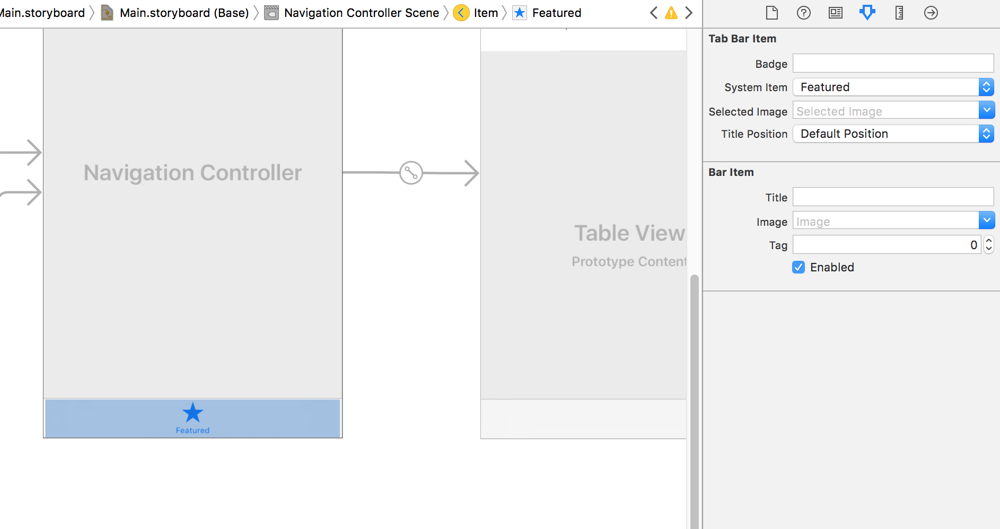 Main.storyboard Main.storyboard (Base) Navigation Controller Scene Item Featured
Tab Bar Item
Badge
System Item Featured
Selected Image Selected Image
Title Position Default Position
Bar Item
Title
Image Image
Tag 0
Enabled
Navigation Controller
Table View
Prototype Content
Featured